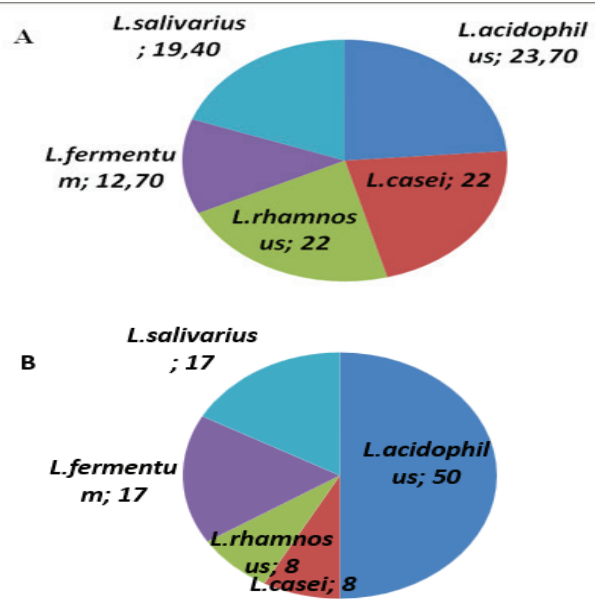 A
L.salivarius
; 19,40
L.acidophil
us; 23,70
L.fermentu
m; 12,70
L.casei; 22
L.rhamnos
us; 22
B
L.salivarius
; 17
L.acidophil
us; 50
L.fermentu
m; 17
L.rhamnos
us; 8
L.casei; 8